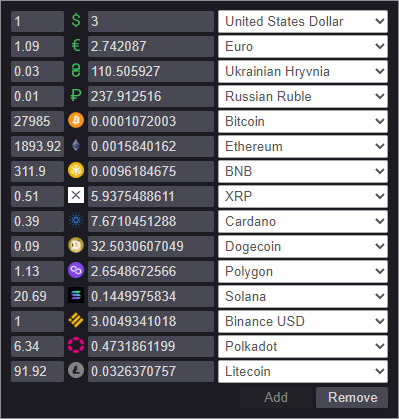 1 $ 3 United States Dollar
1.09 € 2.742087 Euro
0.03 ₴ 110.505927 Ukrainian Hryvnia
0.01 ₽ 237.912516 Russian Ruble
27985 0.0001072003 Bitcoin
1893.92 0.0015840162 Ethereum
311.9 0.0096184675 BNB
0.51 5.9375488611 XRP
0.39 7.6710451288 Cardano
0.09 32.5030607049 Dogecoin
1.13 2.6548672566 Polygon
20.69 0.1449975834 Solana
1 3.0049341018 Binance USD
6.34 0.4731861199 Polkadot
91.92 0.0326370757 Litecoin
Add Remove